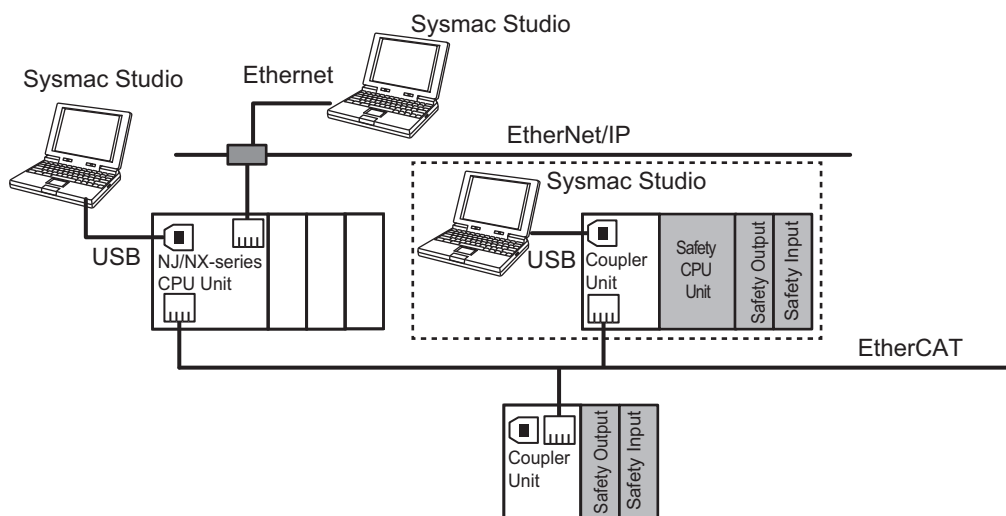 Sysmac Studio
Sysmac Studio
Ethernet
EtherNet/IP
Sysmac Studio
USB
NJ/NX-series
CPU Unit
USB
Coupler
Unit
Safety
CPU
Unit
Safety Output
Safety Input
EtherCAT
Coupler
Unit
Safety Output
Safety Input